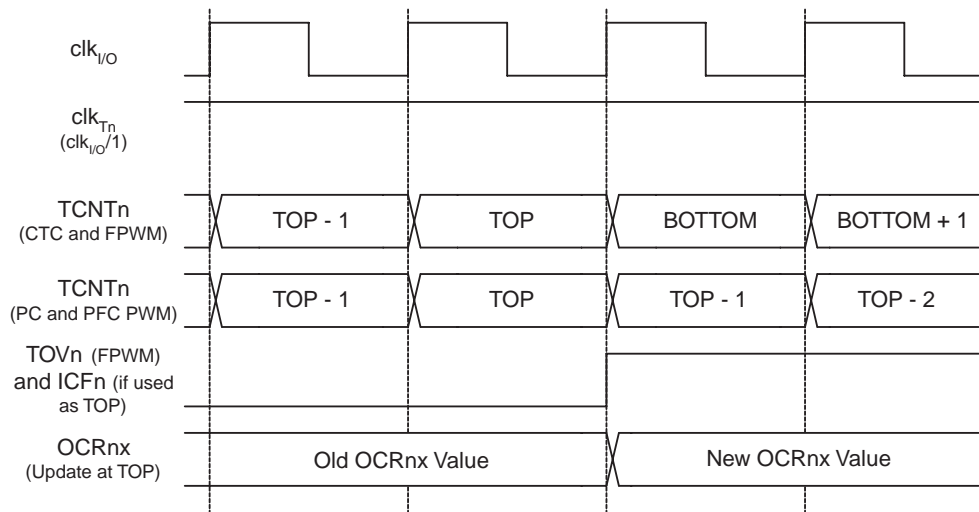 clkI/O
clkTn
(clkI/O/1)
TCNTn
(CTC and FPWM)
TOP - 1
TOP
BOTTOM
BOTTOM + 1
TCNTn
(PC and PFC PWM)
TOP - 1
TOP
TOP - 1
TOP - 2
TOVn (FPWM)
and ICFn (if used
as TOP)
OCRnx
(Update at TOP)
Old OCRnx Value
New OCRnx Value